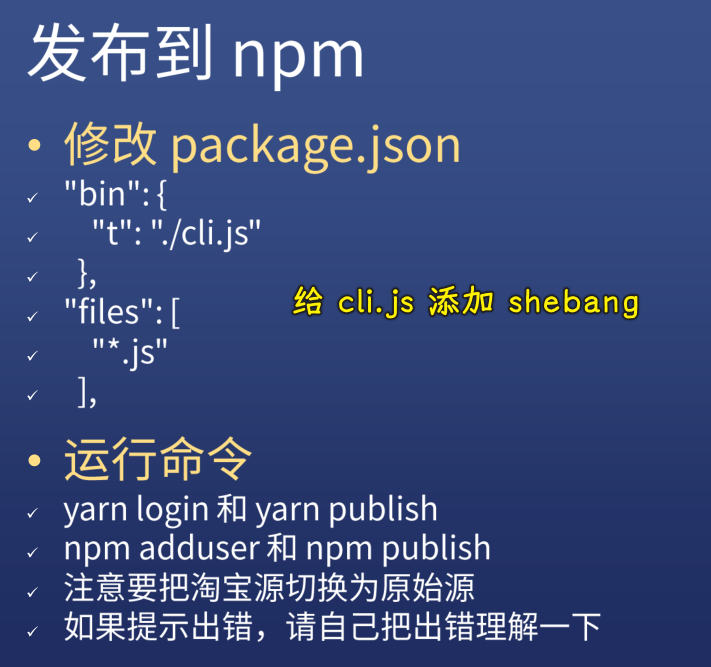 发布到 npm
修改 package.json
"bin": {
"t": "./cli.js"
},
"files": [
给 cli.js 添加 shebang
"*.js"
],
运行命令
yarn login 和 yarn publish
npm adduser 和 npm publish
注意要把淘宝源切换为原始源
如果提示出错，请自己把出错理解一下